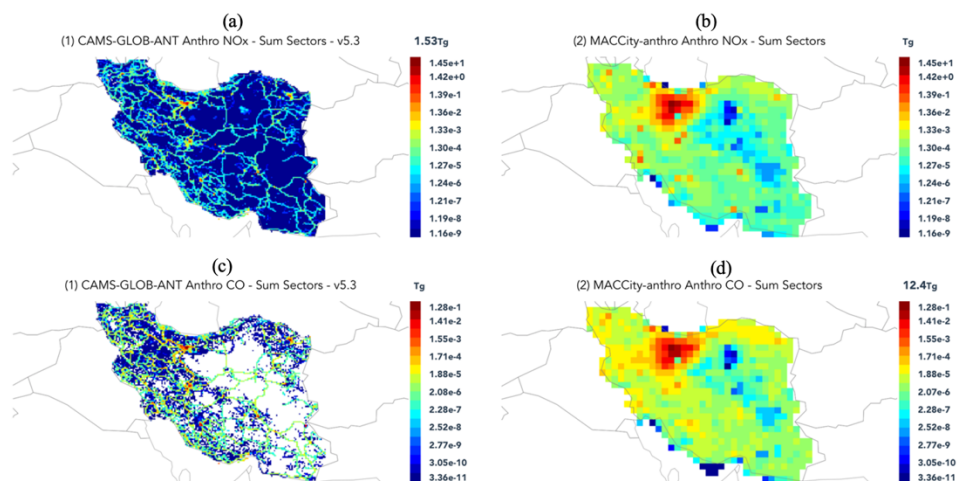 (a)
(1) CAMS-GLOB-ANT Anthro NOx - Sum Sectors - v5.3
1.53Tg
1.45e+1
1.42e+0
1.39e-1
1.36e-2
1.33e-3
1.30e-4
1.27e-5
1.24e-6
1.21e-7
1.19e-8
1.16e-9
(b)
(2) MACCity-anthro Anthro NOx - Sum Sectors
Tg
1.45e+1
1.42e+0
1.39e-1
1.36e-2
1.33e-3
1.30e-4
1.27e-5
1.24e-6
1.21e-7
1.19e-8
1.16e-9
(c)
(1) CAMS-GLOB-ANT Anthro CO - Sum Sectors - v5.3
Tg
1.28e-1
1.41e-2
1.55e-3
1.71e-4
1.88e-5
2.07e-6
2.28e-7
2.52e-8
2.77e-9
3.05e-10
3.36e-11
(d)
(2) MACCity-anthro Anthro CO - Sum Sectors
12.4Tg
1.28e-1
1.41e-2
1.55e-3
1.71e-4
1.88e-5
2.07e-6
2.28e-7
2.52e-8
2.77e-9
3.05e-10
3.36e-11